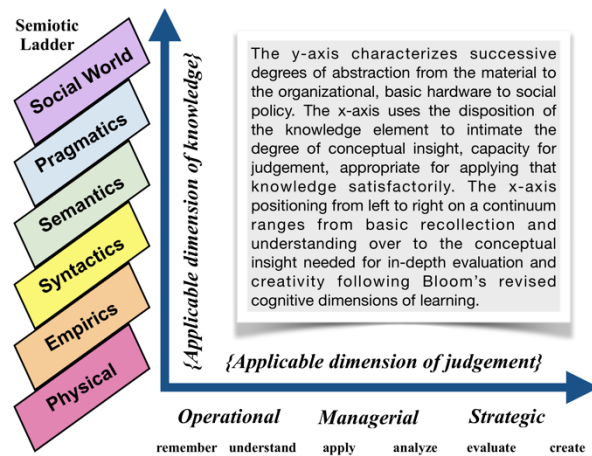 Semiotic
Ladder
Social World
Pragmatics
Semantics
Syntactics
Empirics
Physical
{Applicable dimension of knowledge}
The y-axis characterizes successive
degrees of abstraction from the material to
the organizational, basic hardware to social
policy. The x-axis uses the disposition of
the knowledge element to intimate the
degree of conceptual insight, capacity for
judgement, appropriate for applying that
knowledge satisfactorily. The x-axis
positioning from left to right on a continuum
ranges from basic recollection and
understanding over to the conceptual
insight needed for in-depth evaluation and
creativity following Bloom's revised
cognitive dimensions of learning.
{Applicable dimension of judgement}
Operational Managerial Strategic
remember understand apply analyze evaluate create